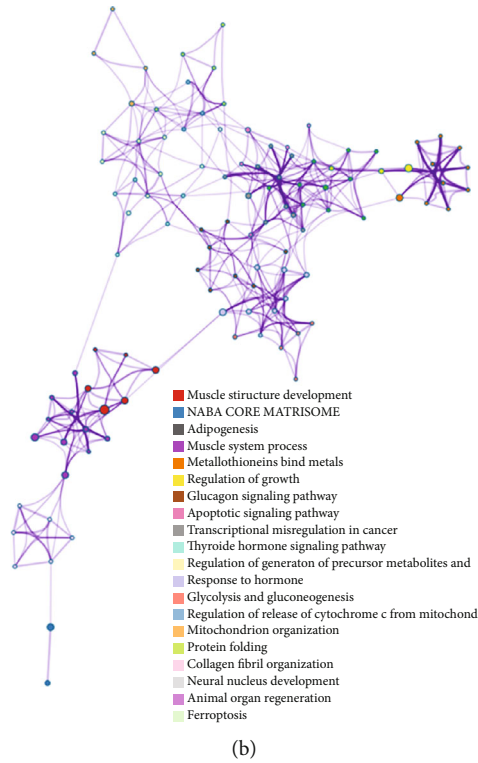 Muscle stiructure development
NABA CORE MATRISOME
Adipogenesis
Muscle system process
Metallothioneins bind metals
Regulation of growth
Glucagon signaling pathway
Apoptotic signaling pathway
Transcriptional misregulation in cancer
Thyroide hormone signaling pathway
Regulation of generaton of precursor metabolites and
Response to hormone
Glycolysis and gluconeogenesis
Regulation of release of cytochrome c from mitochond
Mitochondrion organization
Protein folding
Collagen fibril organization
Neural nucleus development
Animal organ regeneration
Ferroptosis
(b)